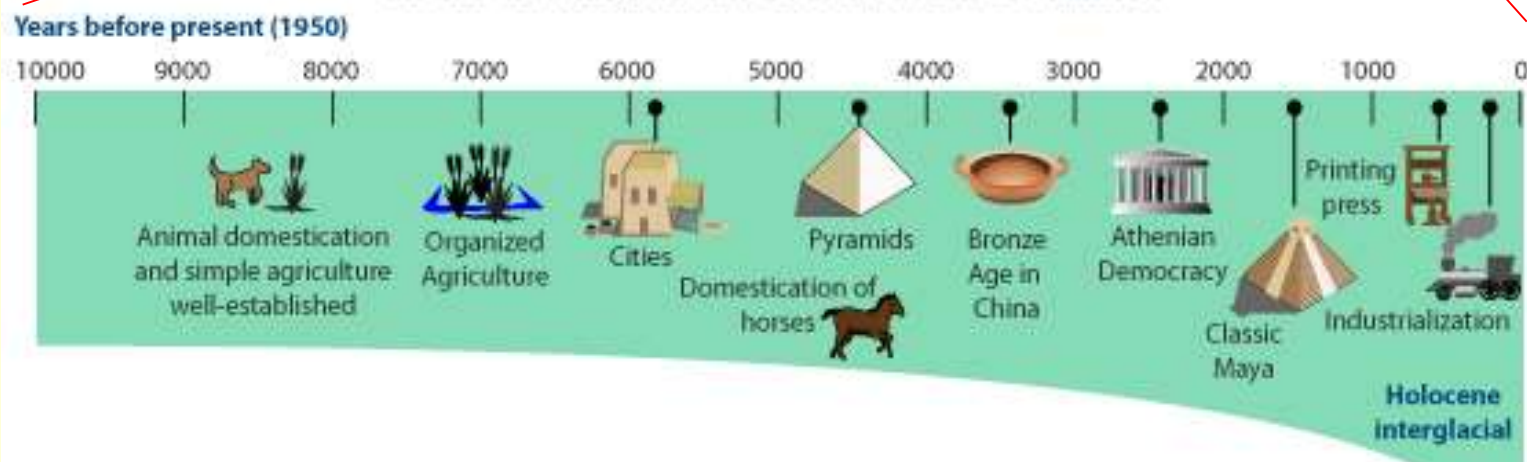 Years before present (1950)
10000 9000 8000 7000 6000 5000 4000 3000 2000 1000 0
Animal domestication
and simple agriculture
well-established
Organized
Agriculture
Cities
Domestication of
horses
Pyramids
Bronze
Age in
China
Athenian
Democracy
Classic
Maya
Printing
press
Industrialization
Holocene
interglacial